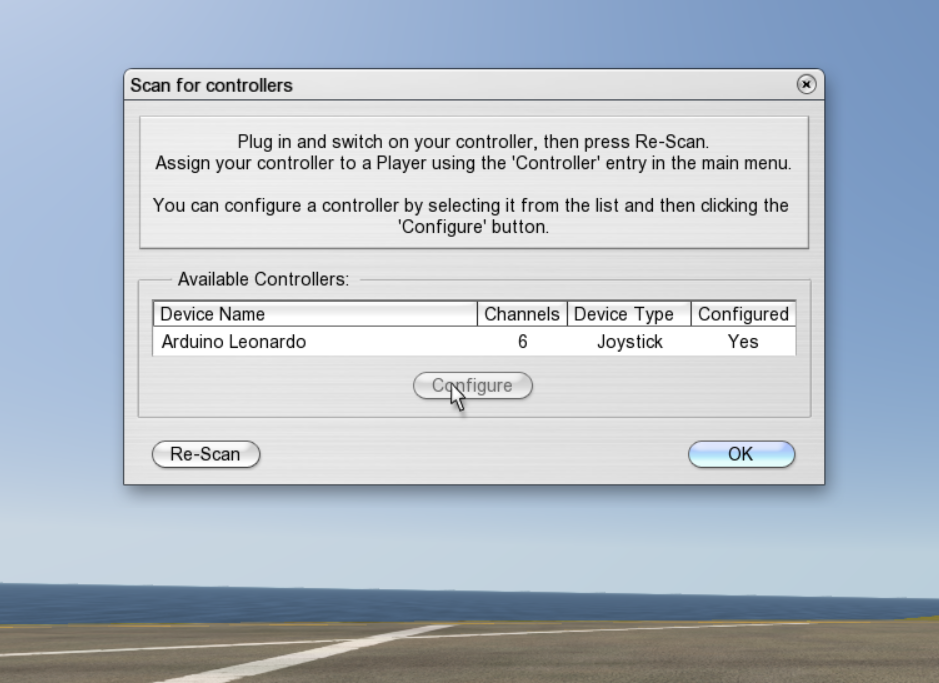 Scan for controllers
Plug in and switch on your controller, then press Re-Scan.
Assign your controller to a Player using the 'Controller' entry in the main menu.
You can configure a controller by selecting it from the list and then clicking the
'Configure' button.
Available Controllers:
Device Name Channels Device Type Configured
Arduino Leonardo 6 Joystick Yes
Configure
Re-Scan OK